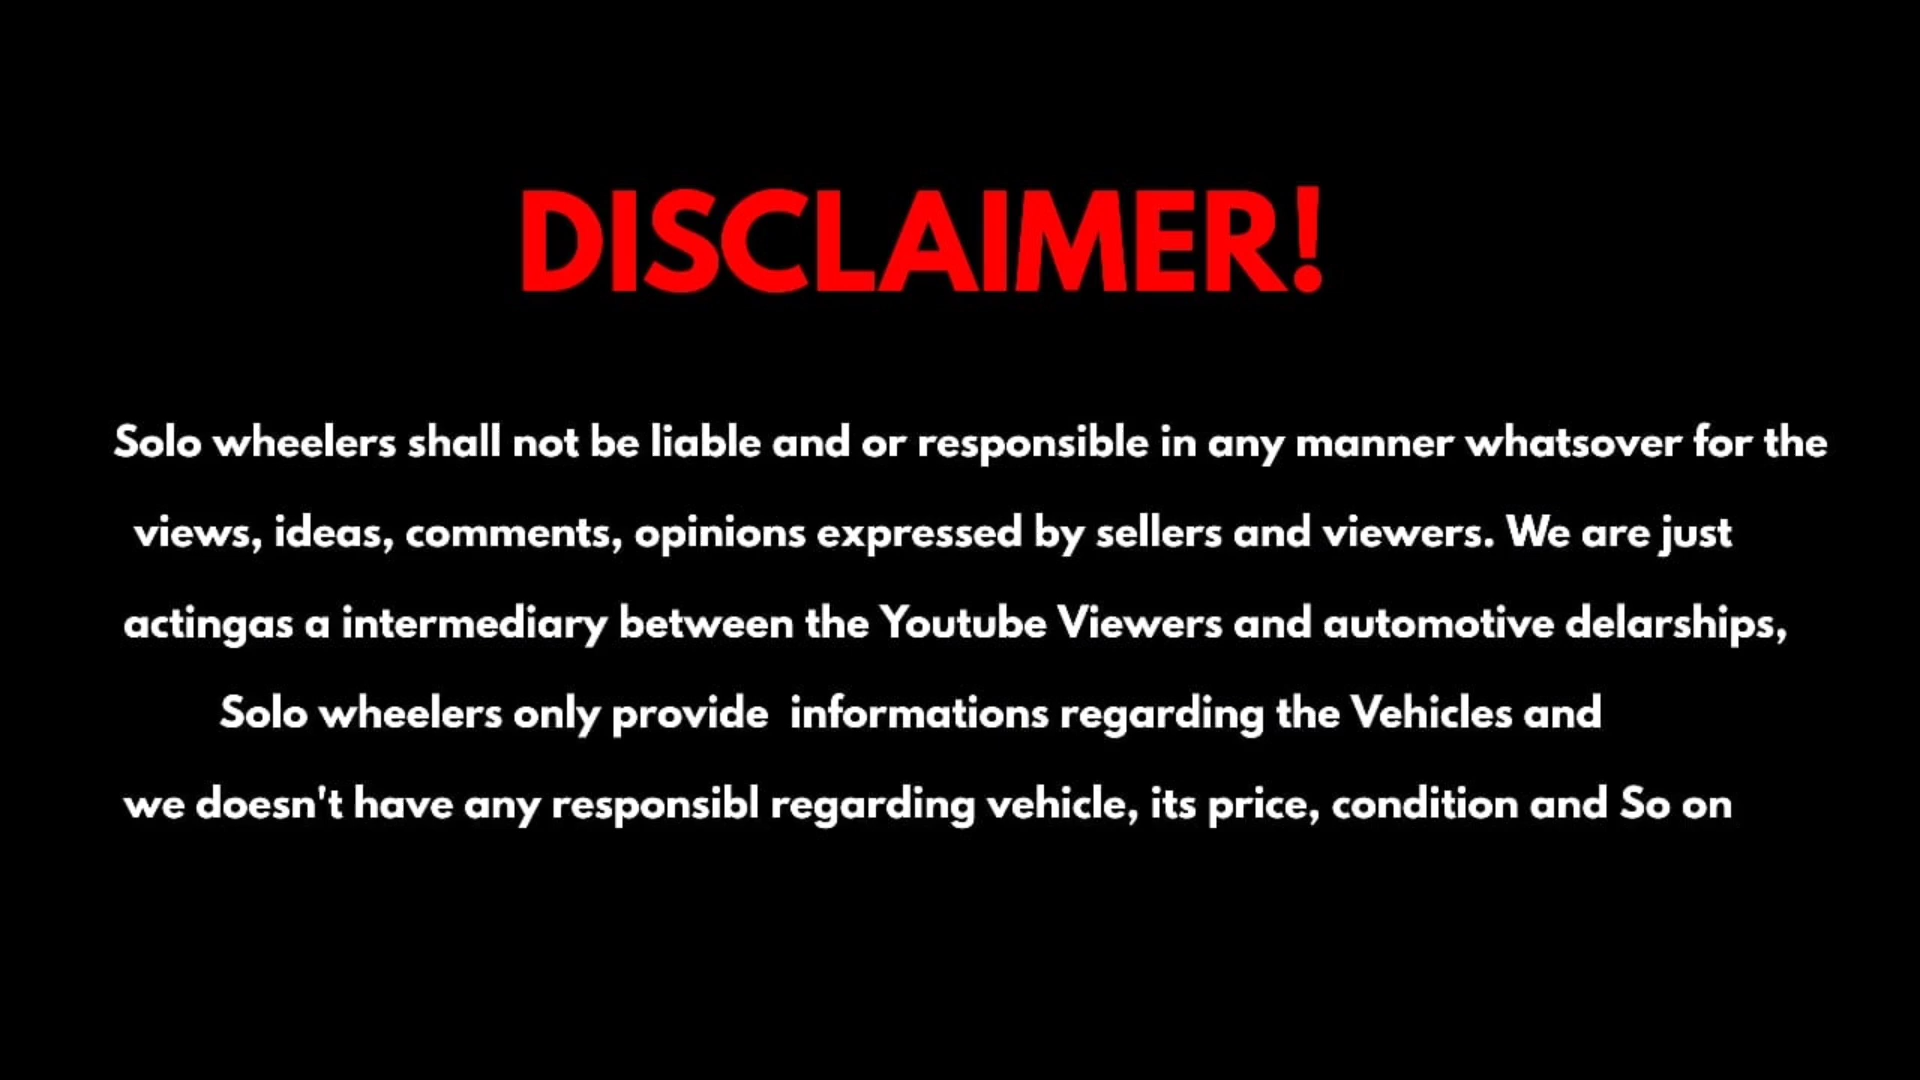 DISCLAIMER!
Solo wheelers shall not be liable and or responsible in any manner whatsover for the
views, ideas, comments, opinions expressed by sellers and viewers. We are just
actingas a intermediary between the Youtube Viewers and automotive delarships,
Solo wheelers only provide  informations regarding the Vehicles and
we doesn't have any responsibl regarding vehicle, its price, condition and So on